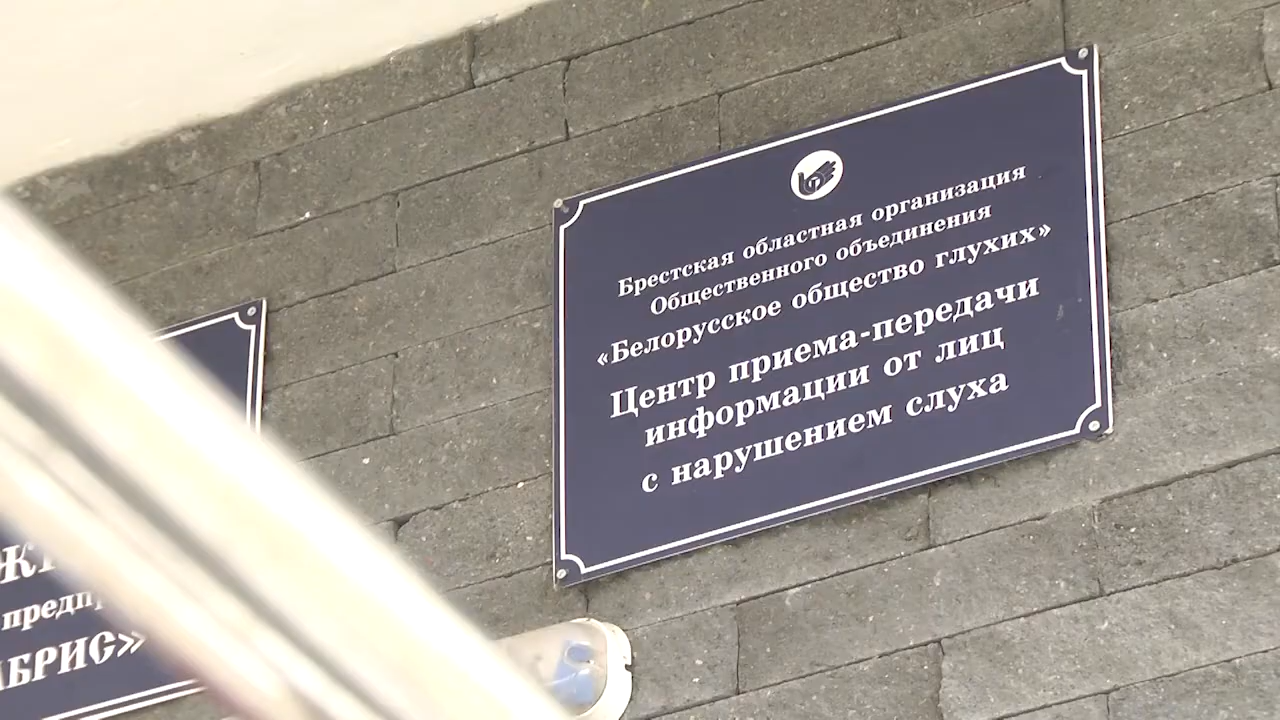 Брестская областная организация
Общественного объединения
«Белорусское общество глухих»
Центр приема-передачи
информации от лиц
с нарушением слуха